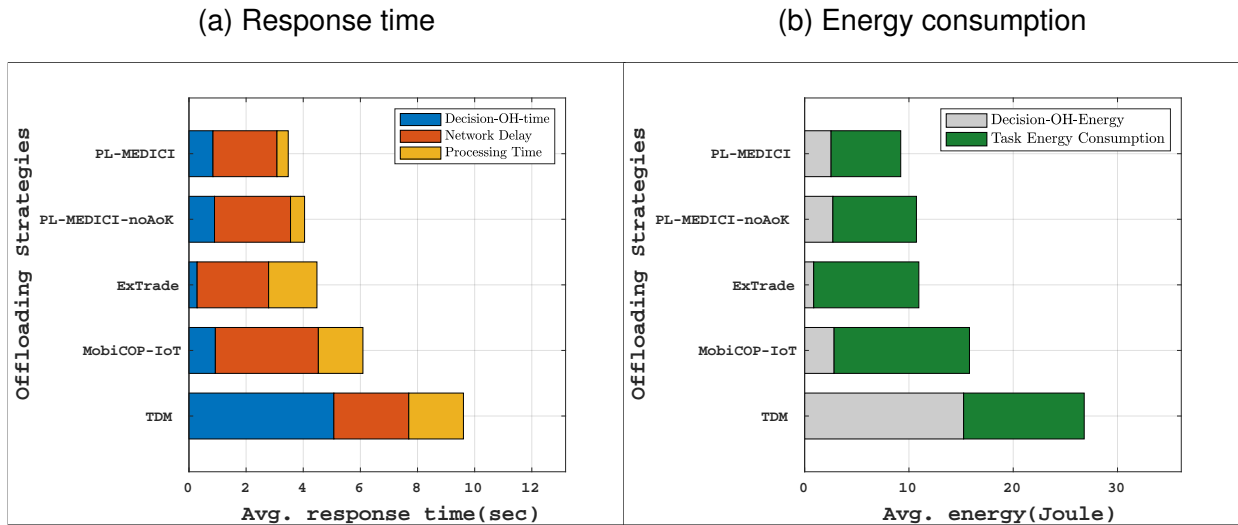 (a) Response time
Offloading Strategies
Decision-OH-time
Network Delay
Processing Time
PL-MEDICI
PL-MEDICI-noAoK
ExTrade
MobiCOP-IoT
TDM
0 2 4 6 8 10 12
Avg. response time(sec)
(b) Energy consumption
Offloading Strategies
Decision-OH-Energy
Task Energy Consumption
PL-MEDICI
PL-MEDICI-noAoK
ExTrade
MobiCOP-IoT
TDM
0 10 20 30
Avg. energy(Joule)